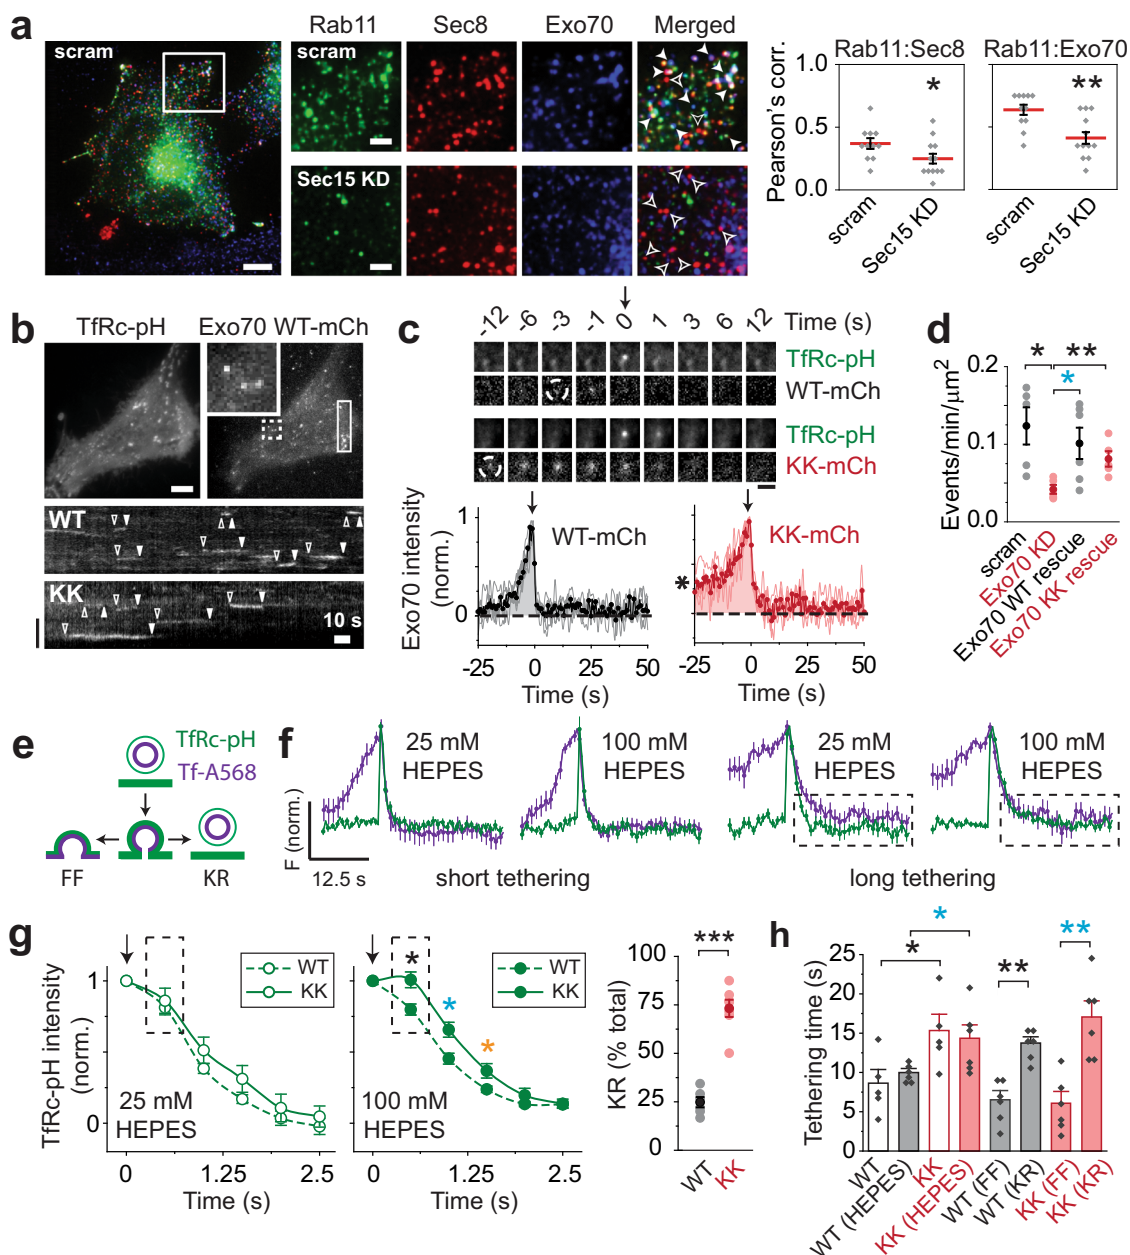 a
Rab11 Sec8 Exo70 Merged
scram
scram
Sec15 KD
Rab11:Sec8 Rab11:Exo70
Pearson's corr.
1.0
0.5
0.0
*
**
scram Sec15 KD scram Sec15 KD
b
TfRc-pH Exo70 WT-mCh
WT
KK
10 s
c
-12 -6 -3 -1 0 1 3 6 12 Time (s)
TfRc-pH
WT-mCh
TfRc-pH
KK-mCh
Exo70 intensity
(norm.)
1
0
WT-mCh
KK-mCh
*
-25 0 25 50 -25 0 25 50
Time (s) Time (s)
d
* **
*
Events/min/µm²
0.2
0.1
0.0
scram
Exo70 KD
Exo70 WT rescue
Exo70 KK rescue
e
TfRc-pH
Tf-A568
FF KR
f
25 mM
HEPES
100 mM
HEPES
25 mM
HEPES
100 mM
HEPES
F (norm.)
12.5 s
short tethering long tethering
g
TfRc-pH intensity
(norm.)
1
0
WT
KK
25 mM
HEPES
0 1.25 2.5
Time (s)
*
*
*
WT
KK
100 mM
HEPES
0 1.25 2.5
Time (s)
KR (% total)
100
75
50
25
0
***
WT KK
h
Tethering time (s)
25
20
15
10
5
0
*
*
**
**
WT
WT (HEPES)
KK
KK (HEPES)
WT (FF)
WT (KR)
KK (FF)
KK (KR)